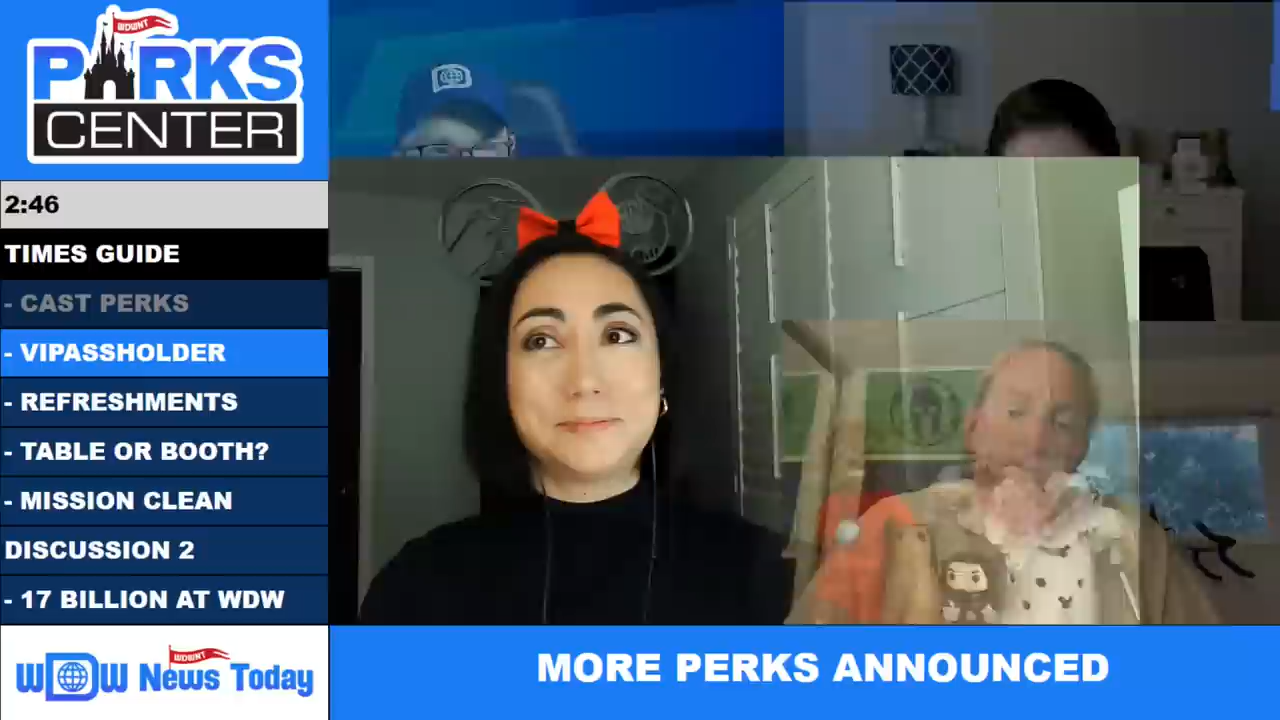 WDWNT
PARKS
CENTER
2:46
TIMES GUIDE
- CAST PERKS
- VIPASSHOLDER
- REFRESHMENTS
- TABLE OR BOOTH?
- MISSION CLEAN
DISCUSSION 2
- 17 BILLION AT WDW
WDWNT
WDW News Today
MORE PERKS ANNOUNCED